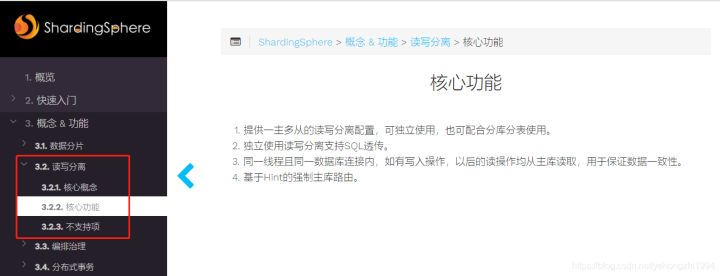 ShardingSphere
1. 概览
2. 快速入门
3. 概念 & 功能
3.1. 数据分片
3.2. 读写分离
3.2.1. 核心概念
3.2.2. 核心功能
3.2.3. 不支持项
3.3. 编排治理
3.4. 分布式事务
ShardingSphere > 概念 & 功能 > 读写分离 > 核心功能
核心功能
1. 提供一主多从的读写分离配置，可独立使用，也可配合分库分表使用。
2. 独立使用读写分离支持SQL透传。
3. 同一线程且同一数据库连接内，如有写入操作，以后的读操作均从主库读取，用于保证数据一致性。
4. 基于Hint的强制主库路由。